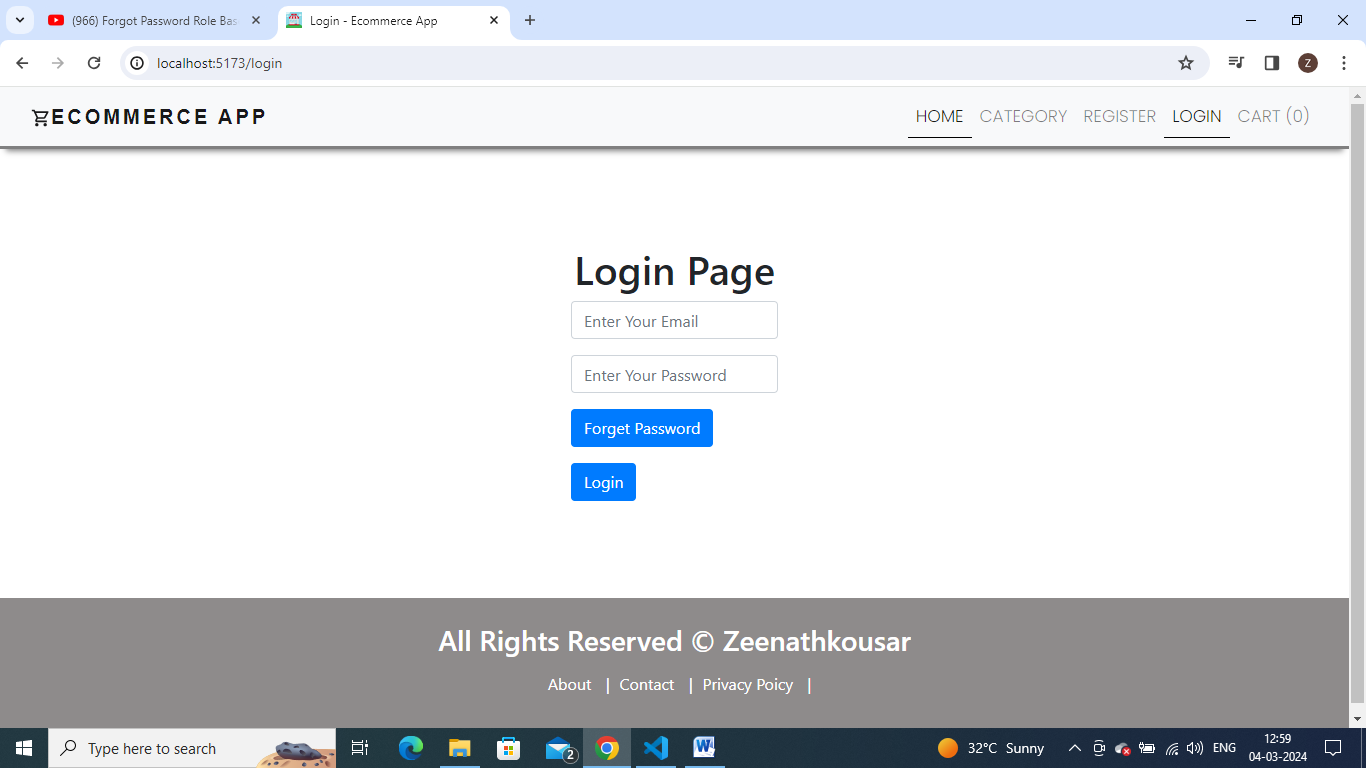 (966) Forgot Password Role Bas
Login - Ecommerce App
localhost:5173/login
Z
ECOMMERCE APP
HOME CATEGORY REGISTER LOGIN CART (0)
Login Page
Enter Your Email
Enter Your Password
Forget Password
Login
All Rights Reserved © Zeenathkousar
About | Contact | Privacy Poicy |
Type here to search
2
W
32°C Sunny
ENG
12:59
04-03-2024